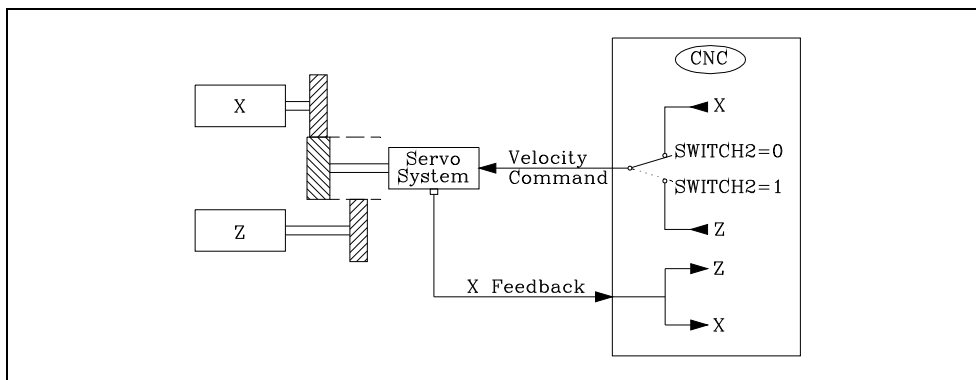 CNC
X
X
SWITCH2=0
Servo
System
Velocity
Command
SWITCH2=1
Z
Z
Z
X Feedback
X